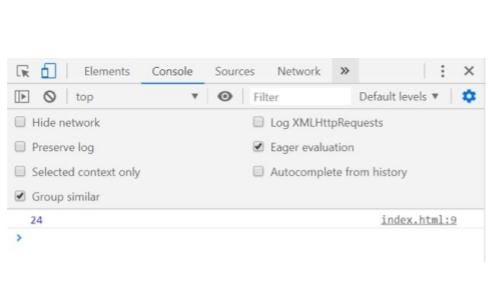 Elements Console Sources Network »
top ▼ Filter Default levels ▼
Hide network Log XMLHttpRequests
Preserve log Eager evaluation
Selected context only Autocomplete from history
Group similar
24 index.html:9
>